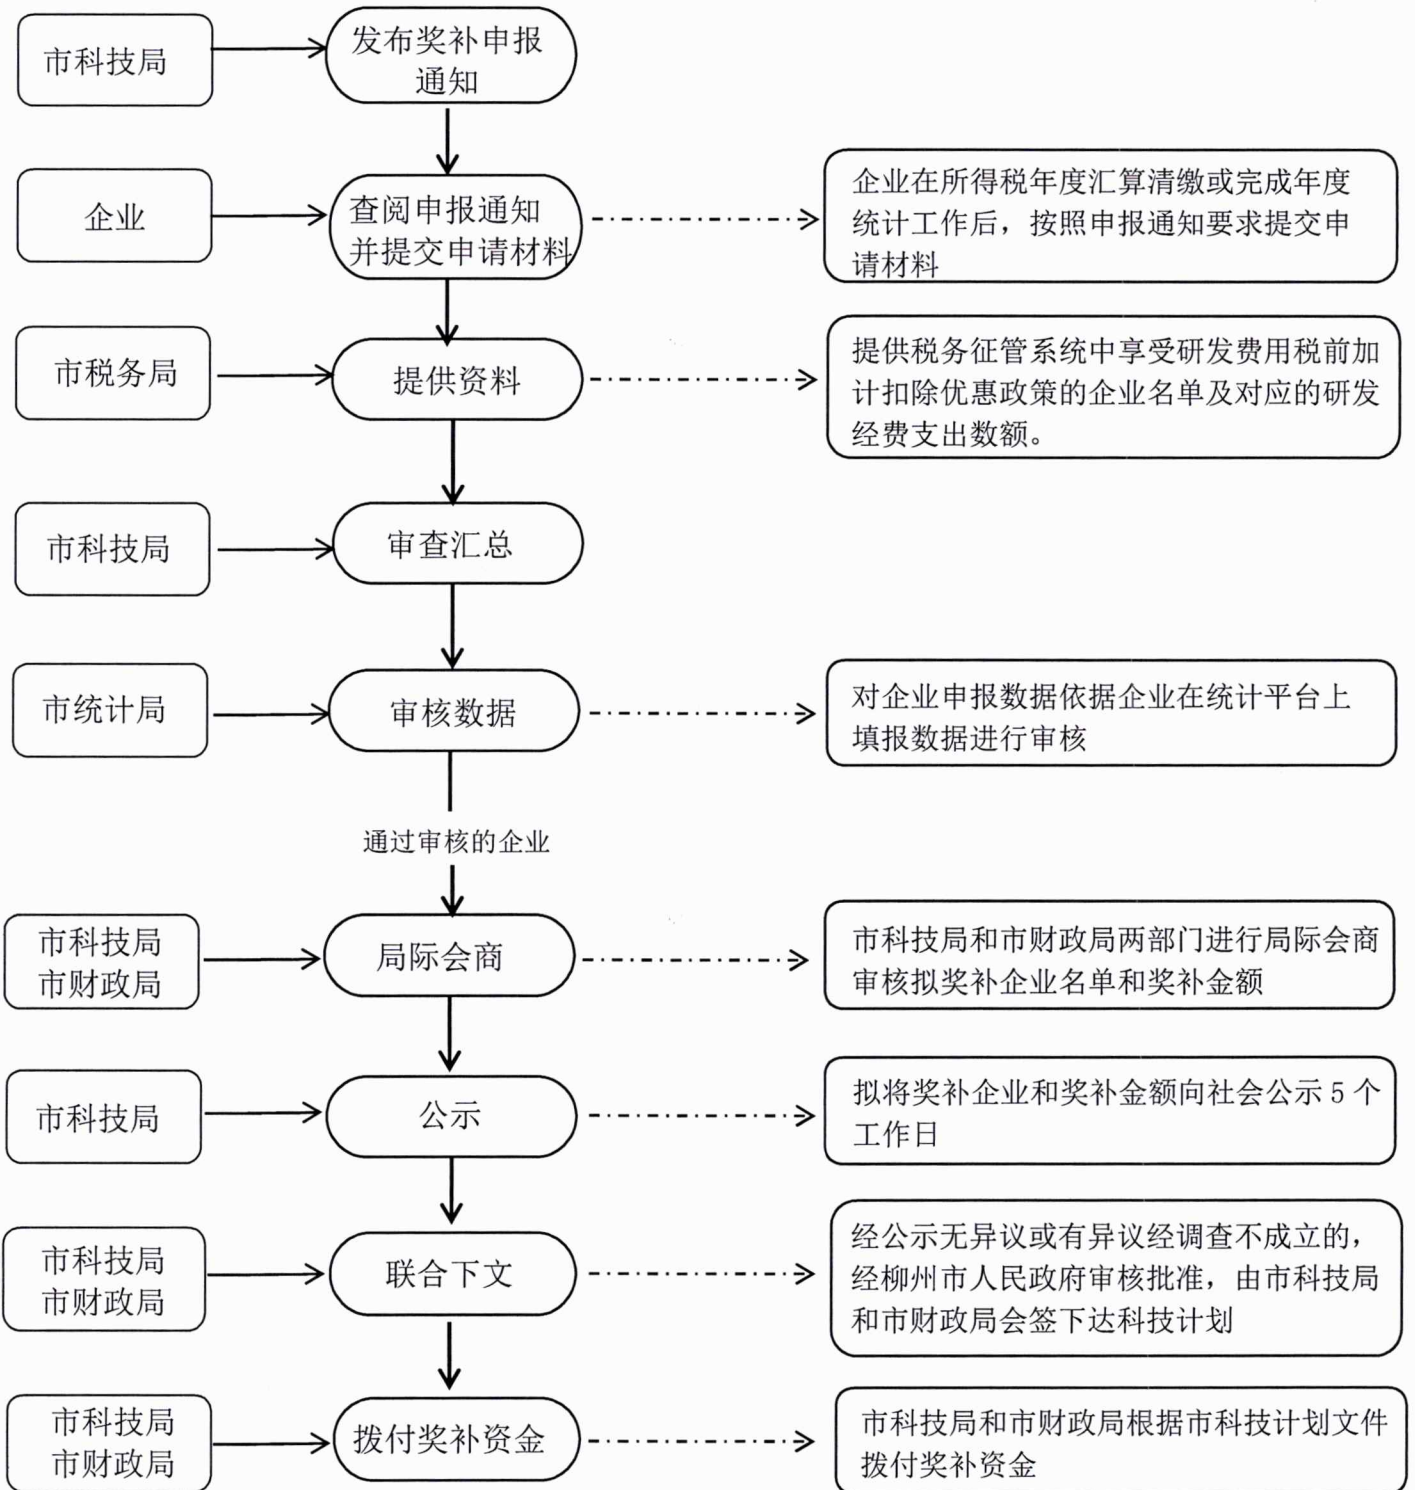 市科技局
发布奖补申报
通知
企业
查阅申报通知
并提交申请材料
企业在所得税年度汇算清缴或完成年度
统计工作后，按照申报通知要求提交申
请材料
市税务局
提供资料
提供税务征管系统中享受研发费用税前加
计扣除优惠政策的企业名单及对应的研发
经费支出数额。
市科技局
审查汇总
市统计局
审核数据
对企业申报数据依据企业在统计平台上
填报数据进行审核
通过审核的企业
市科技局
市财政局
局际会商
市科技局和市财政局两部门进行局际会商
审核拟奖补企业名单和奖补金额
市科技局
公示
拟将奖补企业和奖补金额向社会公示 5 个
工作日
市科技局
市财政局
联合下文
经公示无异议或有异议经调查不成立的，
经柳州市人民政府审核批准，由市科技局
和市财政局会签下达科技计划
市科技局
市财政局
拨付奖补资金
市科技局和市财政局根据市科技计划文件
拨付奖补资金